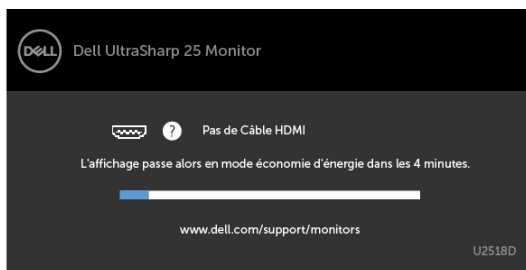 DELL
Dell UltraSharp 25 Monitor
? Pas de Câble HDMI
L'affichage passe alors en mode économie d'énergie dans les 4 minutes.
www.dell.com/support/monitors
U2518D